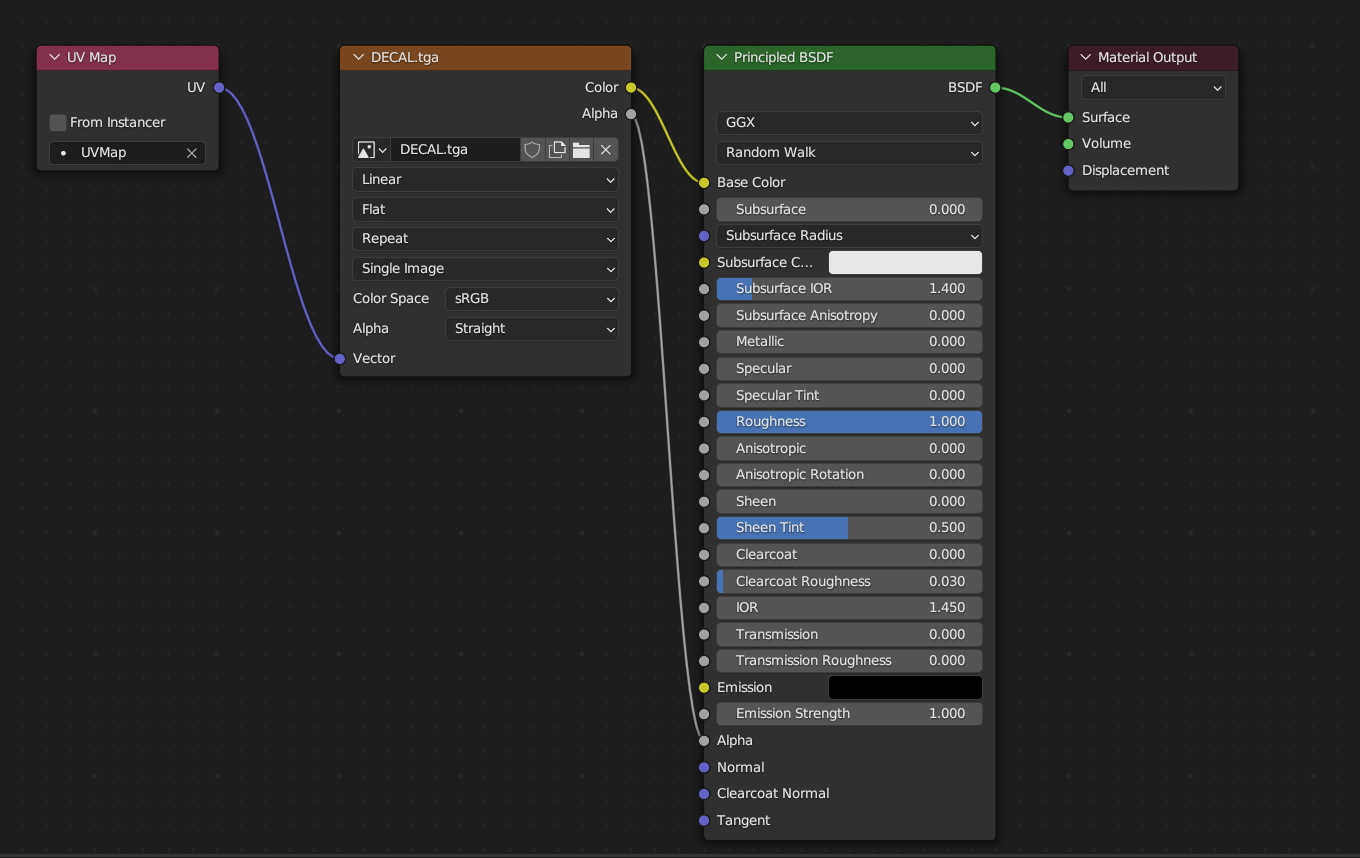 UV Map
UV
From Instancer
UVMap
DECAL.tga
Color
Alpha
DECAL.tga
Linear
Flat
Repeat
Single Image
Color Space sRGB
Alpha Straight
Vector
Principled BSDF
BSDF
GGX
Random Walk
Base Color
Subsurface 0.000
Subsurface Radius
Subsurface C...
Subsurface IOR 1.400
Subsurface Anisotropy 0.000
Metallic 0.000
Specular 0.000
Specular Tint 0.000
Roughness 1.000
Anisotropic 0.000
Anisotropic Rotation 0.000
Sheen 0.000
Sheen Tint 0.500
Clearcoat 0.000
Clearcoat Roughness 0.030
IOR 1.450
Transmission 0.000
Transmission Roughness 0.000
Emission
Emission Strength 1.000
Alpha
Normal
Clearcoat Normal
Tangent
Material Output
All
Surface
Volume
Displacement